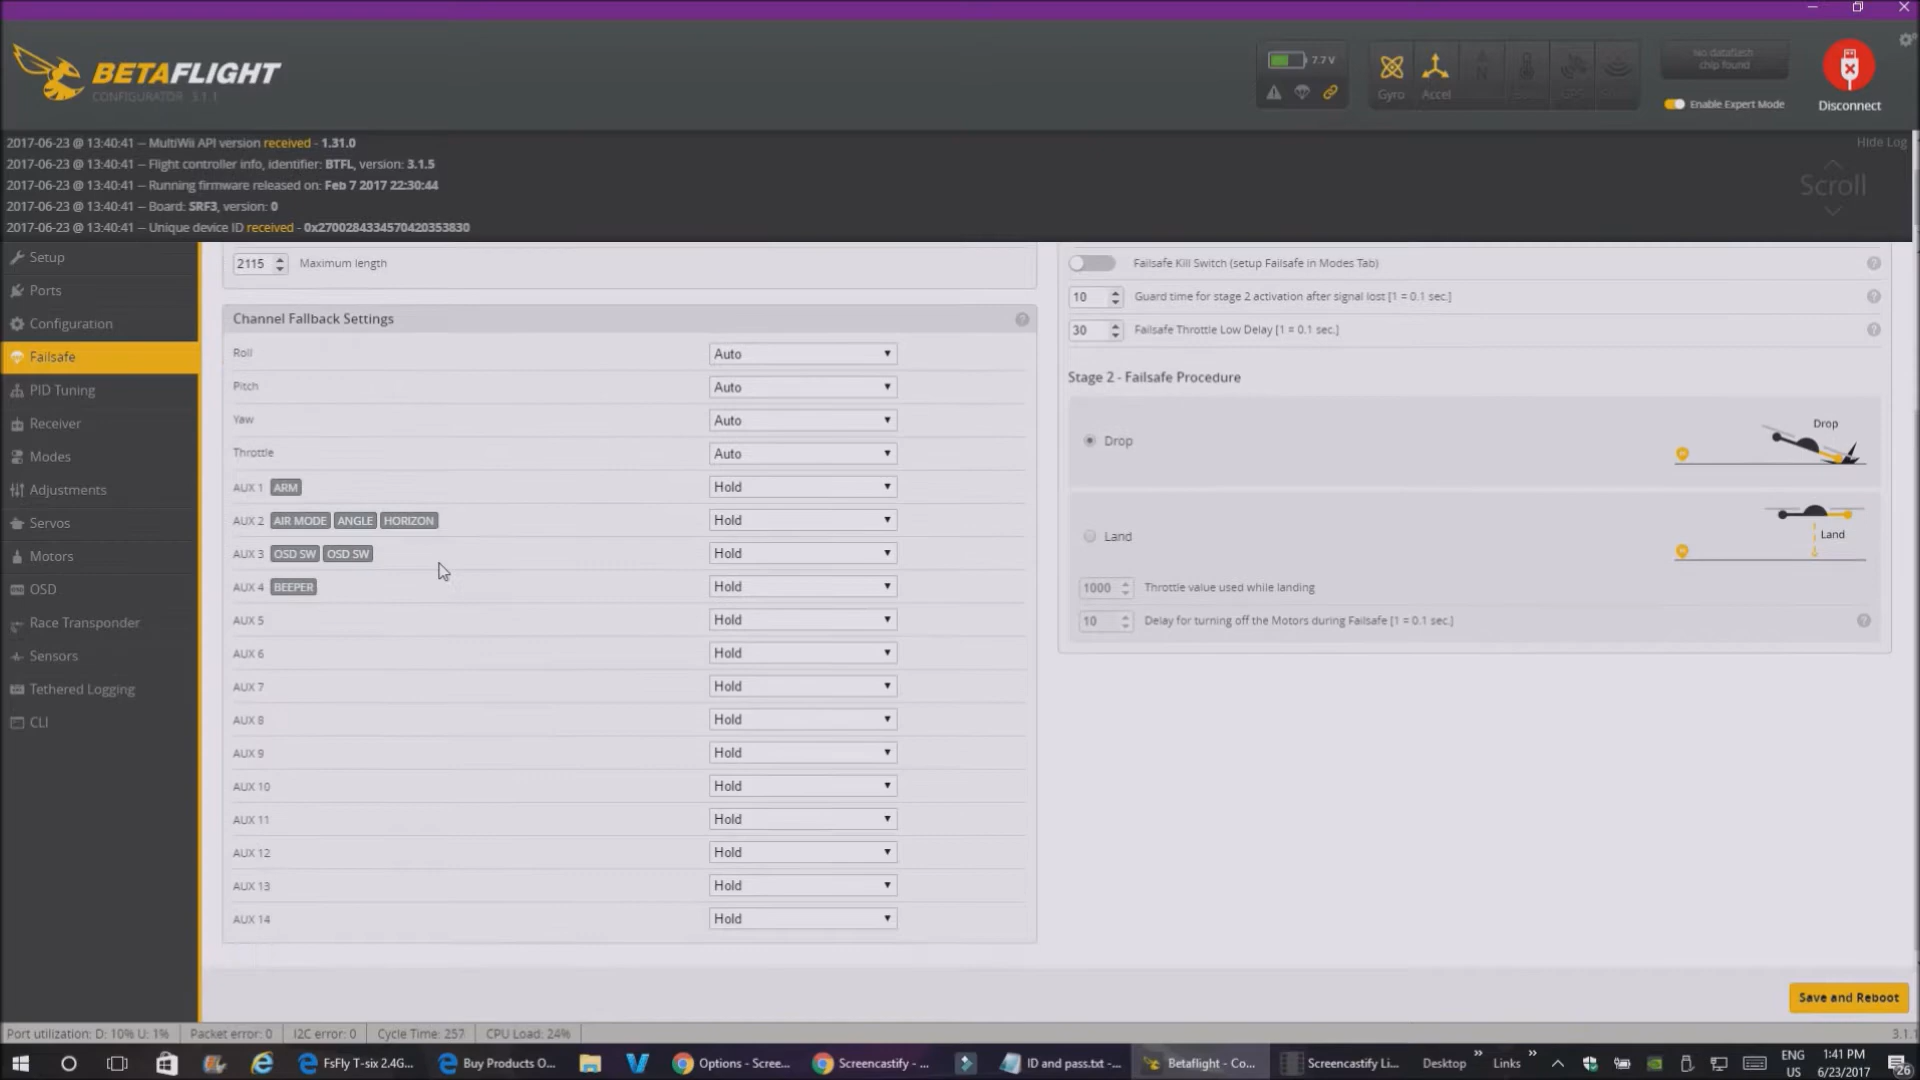 BETAFLIGHT
CONFIGURATOR 3.1.1
7.7 V
Gyro
Accel
No dataflash
chip found
Enable Expert Mode
Disconnect
2017-06-23 @ 13:40:41 -- MultiWii API version received - 1.31.0
2017-06-23 @ 13:40:41 -- Flight controller info, identifier: BTFL, version: 3.1.5
2017-06-23 @ 13:40:41 -- Running firmware released on: Feb 7 2017 22:30:44
2017-06-23 @ 13:40:41 -- Board: SRF3, version: 0
2017-06-23 @ 13:40:41 -- Unique device ID received - 0x2700284334570420353830
Hide Log
Scroll
Setup
Ports
Configuration
Failsafe
PID Tuning
Receiver
Modes
Adjustments
Servos
Motors
OSD
Race Transponder
Sensors
Tethered Logging
CLI
2115 Maximum length
Channel Fallback Settings
Roll Auto
Pitch Auto
Yaw Auto
Throttle Auto
AUX 1 ARM Hold
AUX 2 AIR MODE ANGLE HORIZON Hold
AUX 3 OSD SW OSD SW Hold
AUX 4 BEEPER Hold
AUX 5 Hold
AUX 6 Hold
AUX 7 Hold
AUX 8 Hold
AUX 9 Hold
AUX 10 Hold
AUX 11 Hold
AUX 12 Hold
AUX 13 Hold
AUX 14 Hold
Failsafe Kill Switch (setup Failsafe in Modes Tab)
10 Guard time for stage 2 activation after signal lost [1 = 0.1 sec.]
30 Failsafe Throttle Low Delay [1 = 0.1 sec.]
Stage 2 - Failsafe Procedure
Drop
Drop
Land
Land
1000 Throttle value used while landing
10 Delay for turning off the Motors during Failsafe [1 = 0.1 sec.]
Save and Reboot
Port utilization: D: 10% U: 1% Packet error: 0 I2C error: 0 Cycle Time: 257 CPU Load: 24%
3.1.1
FsFly T-six 2.4G... Buy Products O... Options - Scree... Screencastify - ... ID and pass.txt -... Betaflight - Co... Screencastify Li... Desktop » Links »
ENG
US
1:41 PM
6/23/2017
26